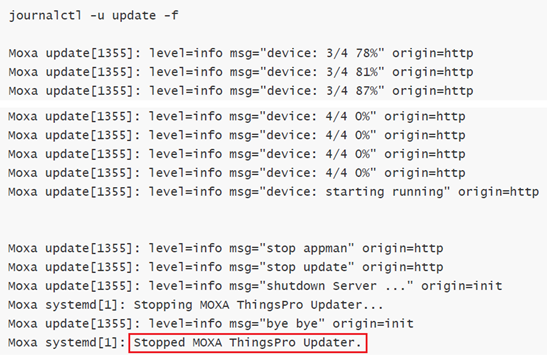 journalctl -u update -f
Moxa update[1355]: level=info msg="device: 3/4 78%" origin=http
Moxa update[1355]: level=info msg="device: 3/4 81%" origin=http
Moxa update[1355]: level=info msg="device: 3/4 87%" origin=http
Moxa update[1355]: level=info msg="device: 4/4 0%" origin=http
Moxa update[1355]: level=info msg="device: 4/4 0%" origin=http
Moxa update[1355]: level=info msg="device: 4/4 0%" origin=http
Moxa update[1355]: level=info msg="device: 4/4 0%" origin=http
Moxa update[1355]: level=info msg="device: starting running" origin=http
Moxa update[1355]: level=info msg="stop appman" origin=http
Moxa update[1355]: level=info msg="stop update" origin=http
Moxa update[1355]: level=info msg="shutdown Server ..." origin=init
Moxa systemd[1]: Stopping MOXA ThingsPro Updater...
Moxa update[1355]: level=info msg="bye bye" origin=init
Moxa systemd[1]: Stopped MOXA ThingsPro Updater.